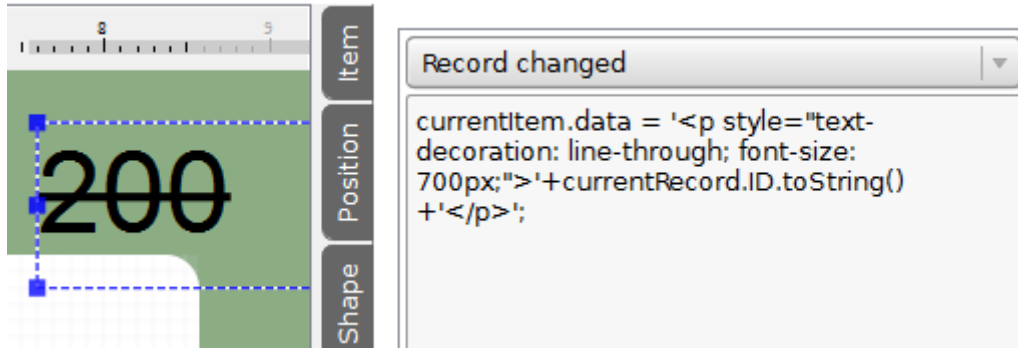 8 9
200
Item
Position
Shape
Record changed
currentItem.data = '<p style="text-
decoration: line-through; font-size:
700px;">'+currentRecord.ID.toString()
+'</p>';